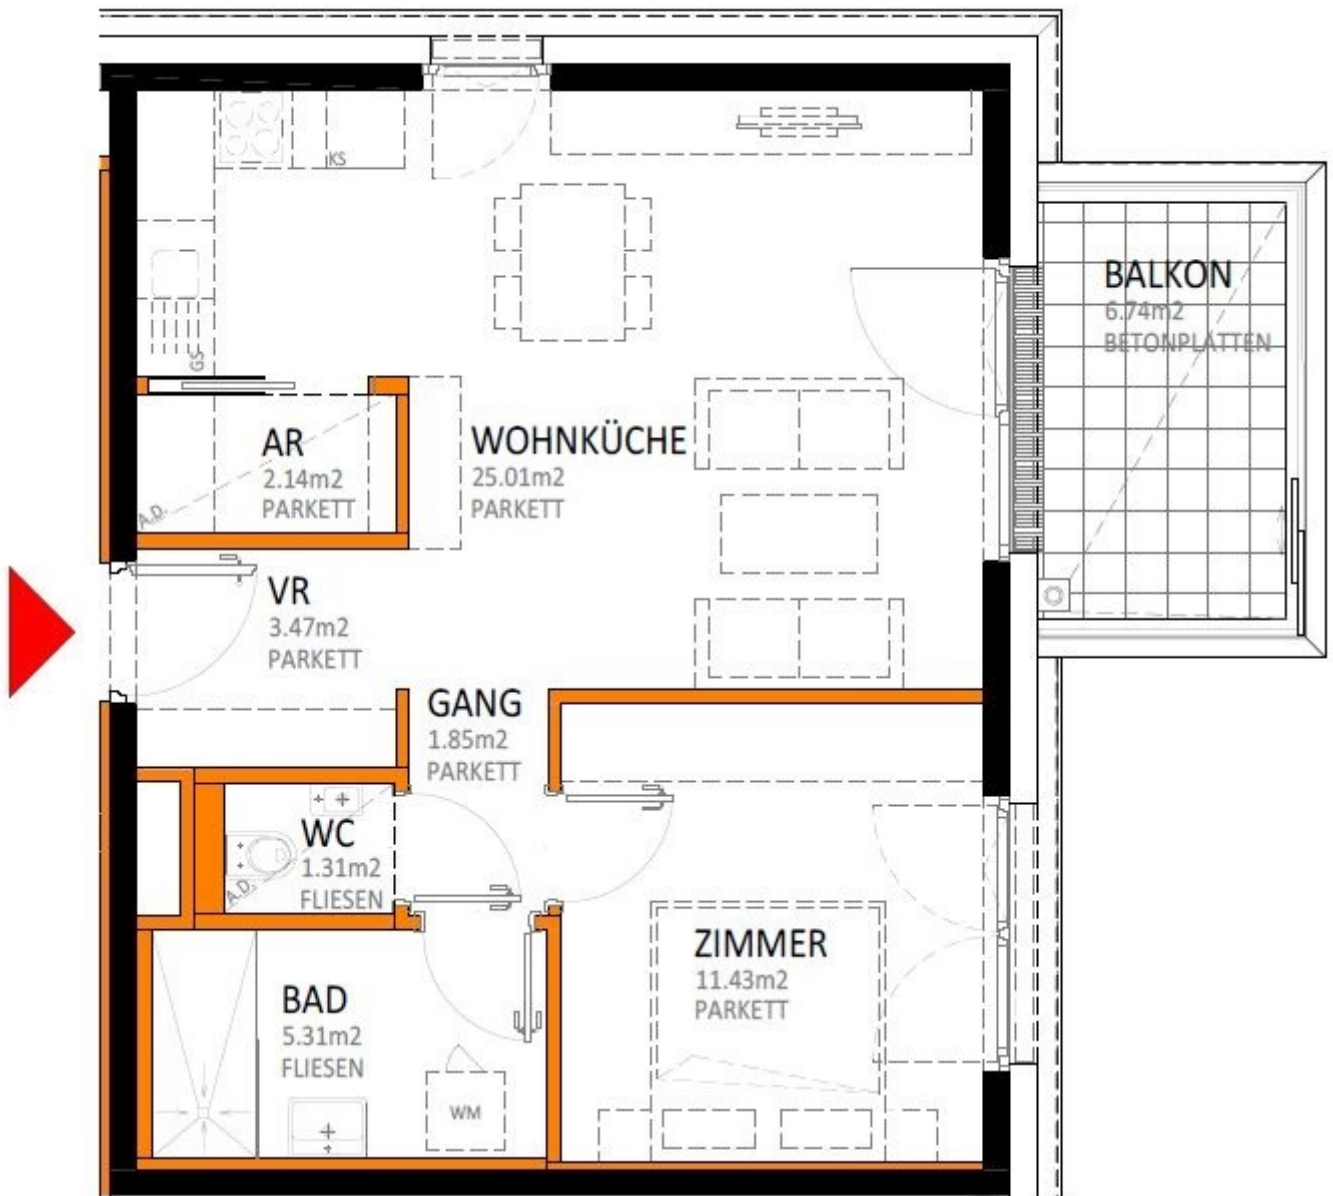 KS
BALKON
6.74m2
BETONPLATTEN
GS
AR
2.14m2
PARKETT
A.D.
WOHNKÜCHE
25.01m2
PARKETT
VR
3.47m2
PARKETT
GANG
1.85m2
PARKETT
WC
1.31m2
FLIESEN
A.D.
ZIMMER
11.43m2
PARKETT
BAD
5.31m2
FLIESEN
WM